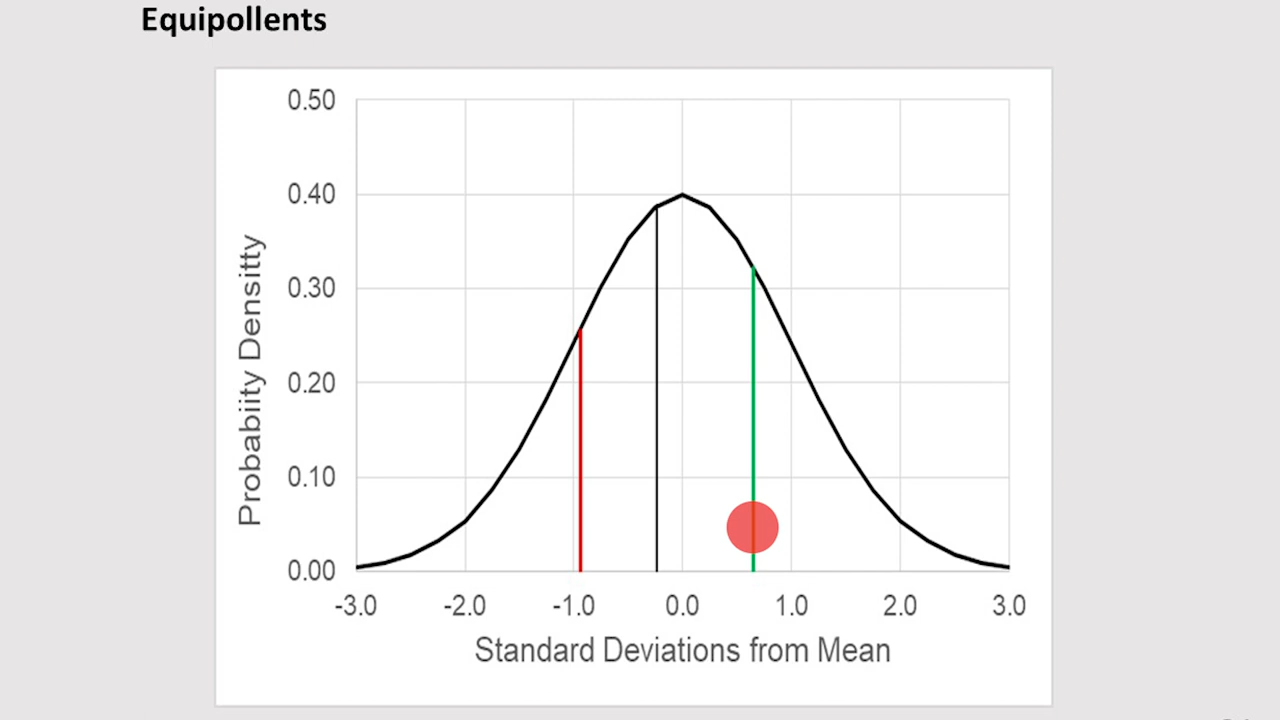 Equipollents
0.50
0.40
0.30
0.20
0.10
0.00
Probabiity Densitty
-3.0 -2.0 -1.0 0.0 1.0 2.0 3.0
Standard Deviations from Mean